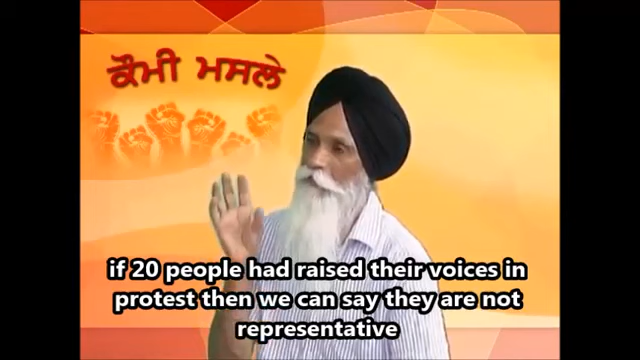 ਕੌਮੀ ਮਸਲੇ
if 20 people had raised their voices in
protest then we can say they are not
representative